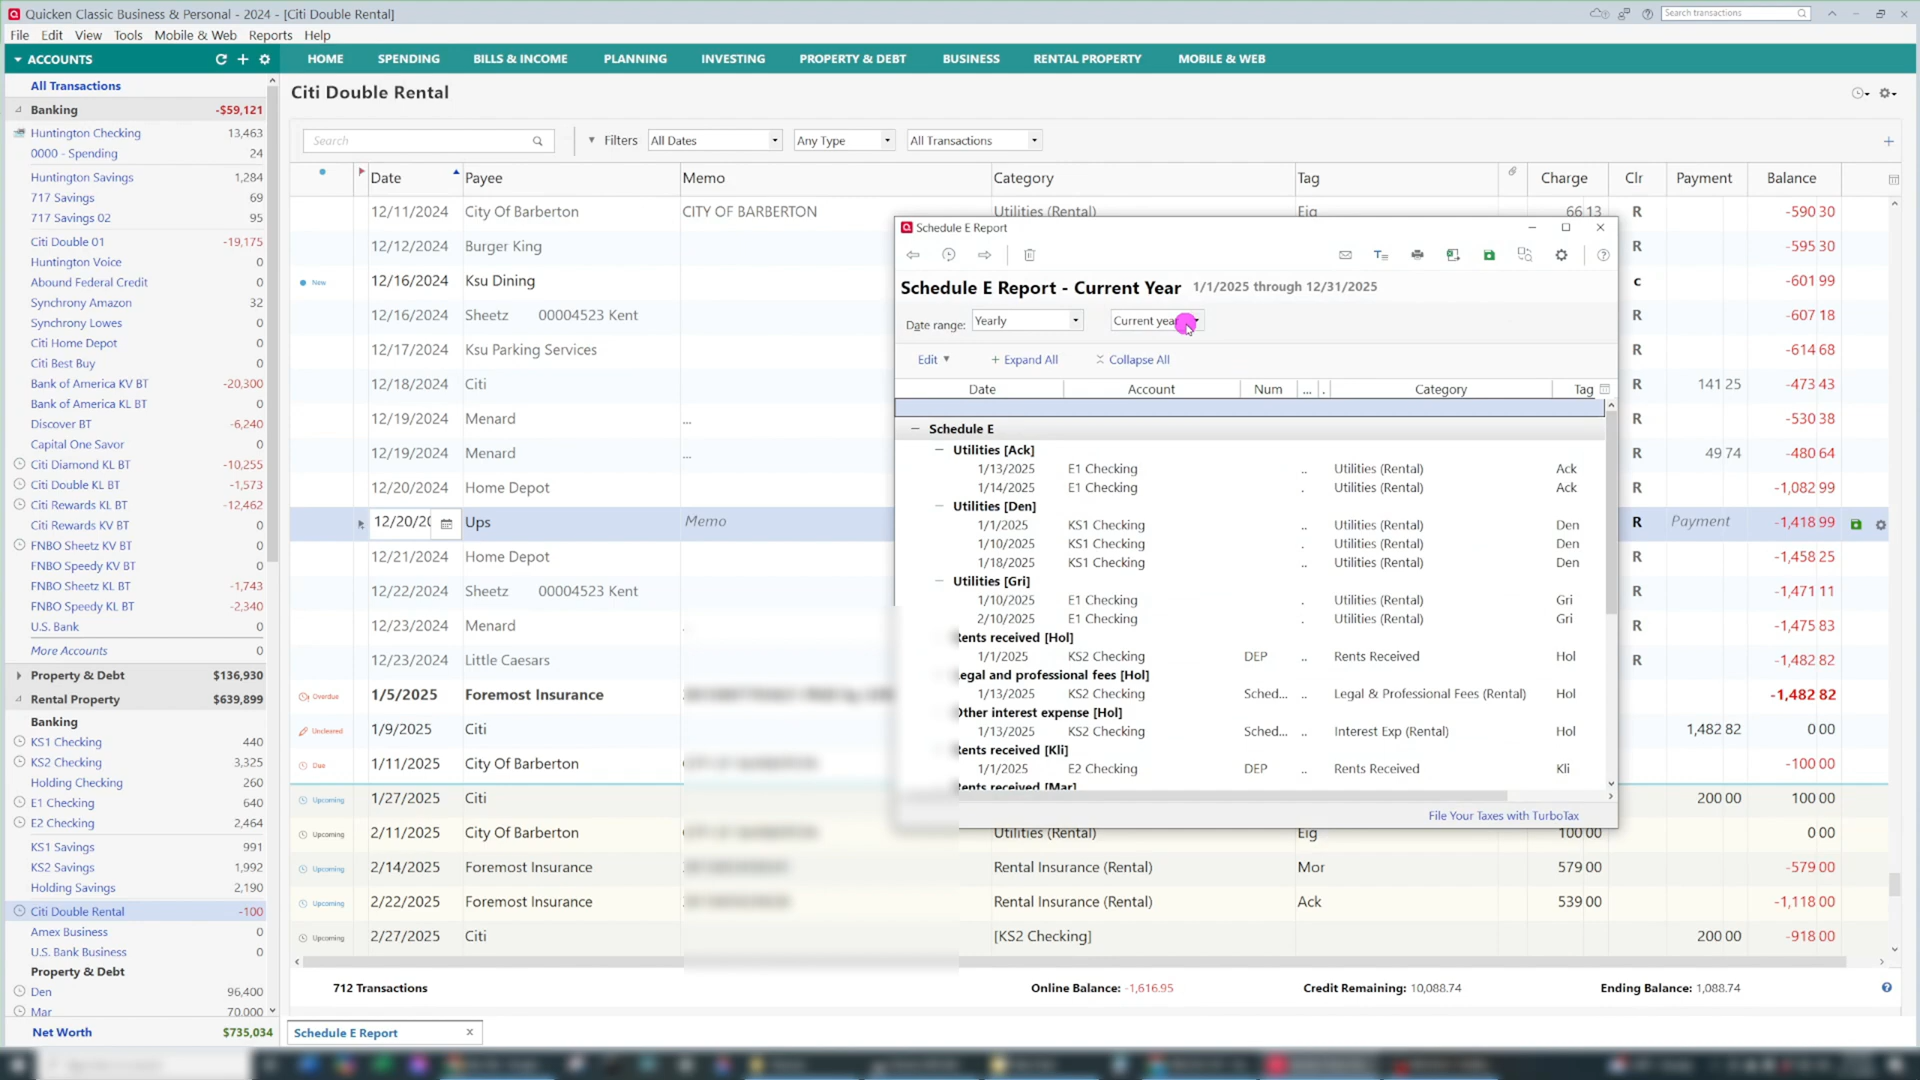 Quicken Classic Business & Personal - 2024 - [Citi Double Rental]
Search transactions
File Edit View Tools Mobile & Web Reports Help
ACCOUNTS
HOME SPENDING BILLS & INCOME PLANNING INVESTING PROPERTY & DEBT BUSINESS RENTAL PROPERTY MOBILE & WEB
All Transactions
Banking -$59,121
Huntington Checking 13,463
0000 - Spending 24
Huntington Savings 1,284
717 Savings 69
717 Savings 02 95
Citi Double 01 -19,175
Huntington Voice 0
Abound Federal Credit 0
Synchrony Amazon 32
Synchrony Lowes 0
Citi Home Depot 0
Citi Best Buy 0
Bank of America KV BT -20,300
Bank of America KL BT 0
Discover BT -6,240
Capital One Savor 0
Citi Diamond KL BT -10,255
Citi Double KL BT -1,573
Citi Rewards KL BT -12,462
Citi Rewards KV BT 0
FNBO Sheetz KV BT 0
FNBO Speedy KV BT 0
FNBO Sheetz KL BT -1,743
FNBO Speedy KL BT -2,340
U.S. Bank 0
More Accounts 0
Property & Debt $136,930
Rental Property $639,899
Banking
KS1 Checking 440
KS2 Checking 3,325
Holding Checking 260
E1 Checking 640
E2 Checking 2,464
KS1 Savings 991
KS2 Savings 1,992
Holding Savings 2,190
Citi Double Rental -100
Amex Business 0
U.S. Bank Business 0
Property & Debt
Den 96,400
Mar 70,000
Net Worth $735,034
Citi Double Rental
Search Filters All Dates Any Type All Transactions
Date Payee Memo Category Tag Charge Clr Payment Balance
12/11/2024 City Of Barberton CITY OF BARBERTON Utilities (Rental) Eig 66 13 R -590 30
12/12/2024 Burger King R -595 30
New 12/16/2024 Ksu Dining c -601 99
12/16/2024 Sheetz 00004523 Kent R -607 18
12/17/2024 Ksu Parking Services R -614 68
12/18/2024 Citi R 141 25 -473 43
12/19/2024 Menard ... R -530 38
12/19/2024 Menard ... R 49 74 -480 64
12/20/2024 Home Depot R -1,082 99
12/20/20 Ups Memo R Payment -1,418 99
12/21/2024 Home Depot R -1,458 25
12/22/2024 Sheetz 00004523 Kent R -1,471 11
12/23/2024 Menard R -1,475 83
12/23/2024 Little Caesars R -1,482 82
Overdue 1/5/2025 Foremost Insurance -1,482 82
Uncleared 1/9/2025 Citi 1,482 82 0 00
Due 1/11/2025 City Of Barberton -100 00
Upcoming 1/27/2025 Citi 200 00 100 00
Upcoming 2/11/2025 City Of Barberton Utilities (Rental) Eig 100 00 0 00
Upcoming 2/14/2025 Foremost Insurance Rental Insurance (Rental) Mor 579 00 -579 00
Upcoming 2/22/2025 Foremost Insurance Rental Insurance (Rental) Ack 539 00 -1,118 00
Upcoming 2/27/2025 Citi [KS2 Checking] 200 00 -918 00
712 Transactions Online Balance: -1,616.95 Credit Remaining: 10,088.74 Ending Balance: 1,088.74
Schedule E Report
Schedule E Report
Schedule E Report - Current Year 1/1/2025 through 12/31/2025
Date range: Yearly Current year
Edit + Expand All Collapse All
Date Account Num ... . Category Tag
Schedule E
Utilities [Ack]
1/13/2025 E1 Checking .. Utilities (Rental) Ack
1/14/2025 E1 Checking . Utilities (Rental) Ack
Utilities [Den]
1/1/2025 KS1 Checking .. Utilities (Rental) Den
1/10/2025 KS1 Checking . Utilities (Rental) Den
1/18/2025 KS1 Checking . Utilities (Rental) Den
Utilities [Gri]
1/10/2025 E1 Checking . Utilities (Rental) Gri
2/10/2025 E1 Checking . Utilities (Rental) Gri
Rents received [Hol]
1/1/2025 KS2 Checking DEP .. Rents Received Hol
Legal and professional fees [Hol]
1/13/2025 KS2 Checking Sched... .. Legal & Professional Fees (Rental) Hol
Other interest expense [Hol]
1/13/2025 KS2 Checking Sched... .. Interest Exp (Rental) Hol
Rents received [Kli]
1/1/2025 E2 Checking DEP .. Rents Received Kli
Rents received [Mar]
File Your Taxes with TurboTax